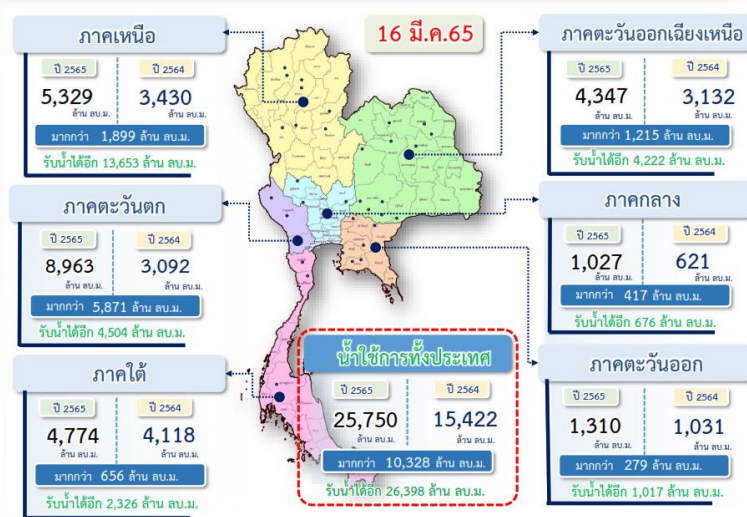 16 มี.ค.65
ภาคเหนือ
ปี 2565 ปี 2564
5,329 3,430
ล้าน ลบ.ม. ล้าน ลบ.ม.
มากกว่า 1,899 ล้าน ลบ.ม.
รับน้ำได้อีก 13,653 ล้าน ลบ.ม.
ภาคตะวันออกเฉียงเหนือ
ปี 2565 ปี 2564
4,347 3,132
ล้าน ลบ.ม. ล้าน ลบ.ม.
มากกว่า 1,215 ล้าน ลบ.ม.
รับน้ำได้อีก 4,222 ล้าน ลบ.ม.
ภาคตะวันตก
ปี 2565 ปี 2564
8,963 3,092
ล้าน ลบ.ม. ล้าน ลบ.ม.
มากกว่า 5,871 ล้าน ลบ.ม.
รับน้ำได้อีก 4,504 ล้าน ลบ.ม.
ภาคกลาง
ปี 2565 ปี 2564
1,027 621
ล้าน ลบ.ม. ล้าน ลบ.ม.
มากกว่า 417 ล้าน ลบ.ม.
รับน้ำได้อีก 676 ล้าน ลบ.ม.
ภาคใต้
ปี 2565 ปี 2564
4,774 4,118
ล้าน ลบ.ม. ล้าน ลบ.ม.
มากกว่า 656 ล้าน ลบ.ม.
รับน้ำได้อีก 2,326 ล้าน ลบ.ม.
น้ำใช้การทั้งประเทศ
ปี 2565 ปี 2564
25,750 15,422
ล้าน ลบ.ม. ล้าน ลบ.ม.
มากกว่า 10,328 ล้าน ลบ.ม.
รับน้ำได้อีก 26,398 ล้าน ลบ.ม.
ภาคตะวันออก
ปี 2565 ปี 2564
1,310 1,031
ล้าน ลบ.ม. ล้าน ลบ.ม.
มากกว่า 279 ล้าน ลบ.ม.
รับน้ำได้อีก 1,017 ล้าน ลบ.ม.